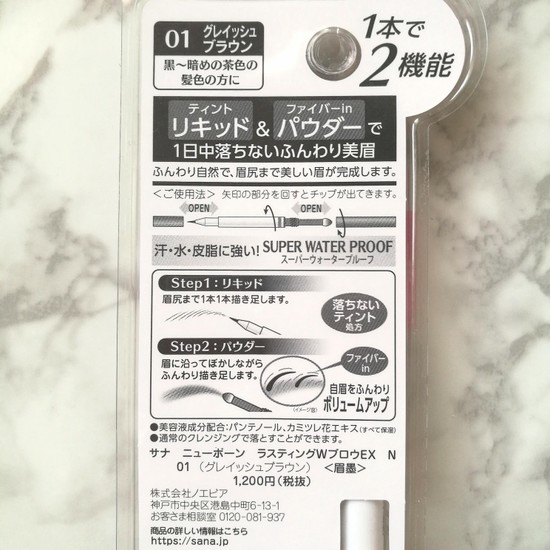 01 グレイッシュ
ブラウン
黒～暗めの茶色の
髪色の方に
1本で
2機能
ティント ファイバーin
リキッド&パウダーで
1日中落ちないふんわり美眉
ふんわり自然で、眉尻まで美しい眉が完成します。
＜ご使用法＞ 矢印の部分を回すとチップが出てきます。
OPEN OPEN
汗・水・皮脂に強い! SUPER WATER PROOF
スーパーウォータープルーフ
Step1:リキッド
眉尻まで1本1本描き足します。
落ちない
ティント
処方
Step2:パウダー
眉に沿ってぼかしながら
ふんわり描き足します。
ファイバー
in
自眉をふんわり
ボリュームアップ
(イメージ図)
●美容液成分配合:パンテノール、カミツレ花エキス(すべて保湿)
●通常のクレンジングで落とすことができます。
サナ ニューボーン ラスティングWブロウEX N
01 (グレイッシュブラウン) ＜眉墨＞
1,200円(税抜)
株式会社ノエビア
神戸市中央区港島中町6-13-1
お客さま相談室 0120-081-937
商品の詳しい情報はこちら
https://sana.jp